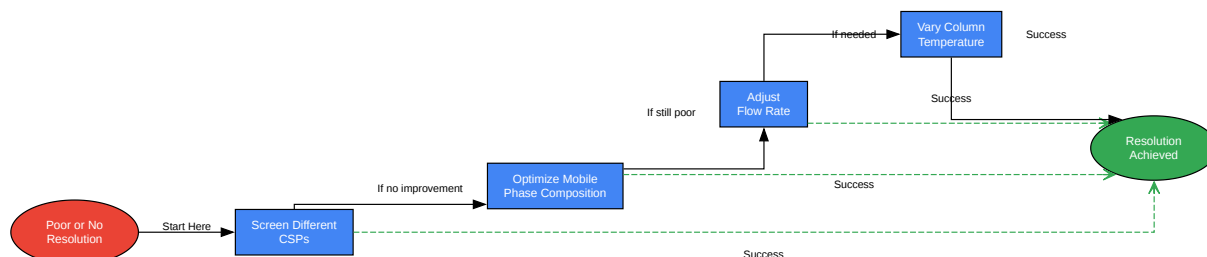 If needed
Vary Column
Temperature
Success
Adjust
Flow Rate
Success
If still poor
Resolution
Achieved
Optimize Mobile
Phase Composition
If no improvement
Success
Poor or No
Resolution
Start Here
Screen Different
CSPs
Success